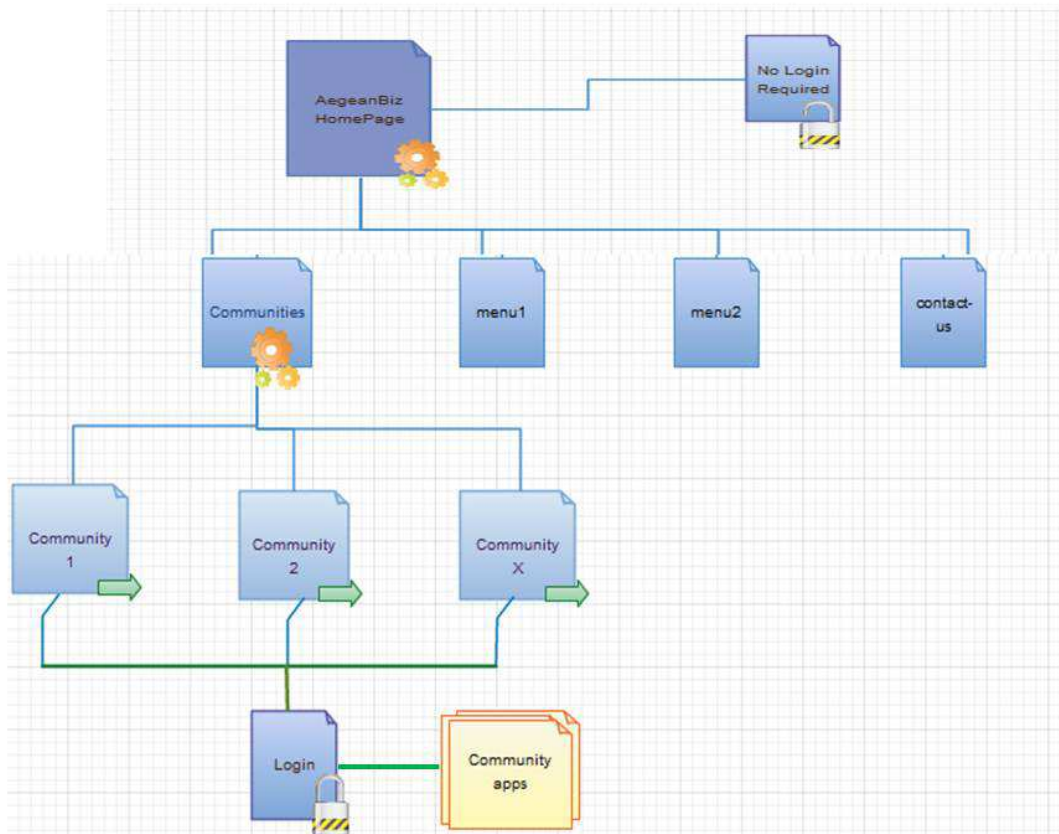 AegeanBiz
HomePage
No Login
Required
Communities
menu1
menu2
contact-
us
Community
1
Community
2
Community
X
Login
Community
apps